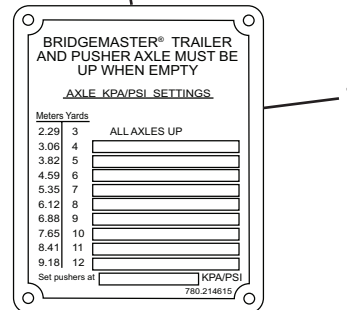 BRIDGEMASTER® TRAILER
AND PUSHER AXLE MUST BE
UP WHEN EMPTY
AXLE KPA/PSI SETTINGS
Meters Yards
2.29 3 ALL AXLES UP
3.06 4
3.82 5
4.59 6
5.35 7
6.12 8
6.88 9
7.65 10
8.41 11
9.18 12
Set pushers at KPA/PSI
780.214615